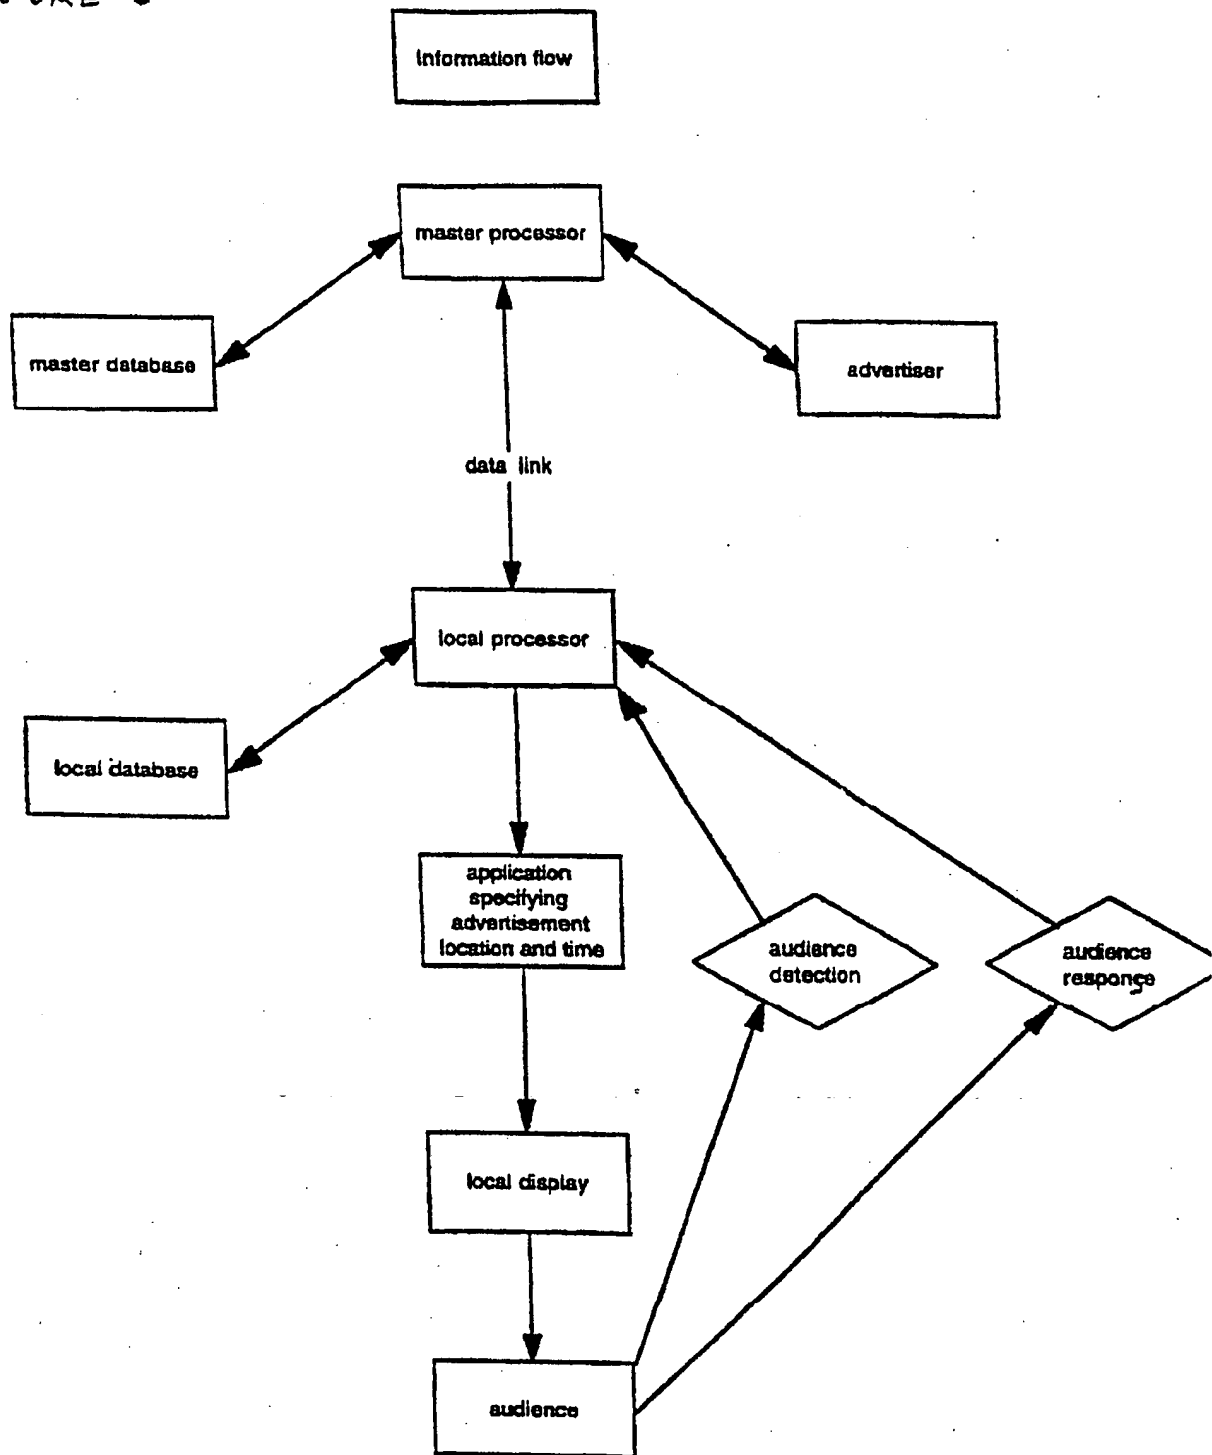 information flow
master processor
master database
advertiser
data link
local processor
local database
application
specifying
advertisement
location and time
audience
detection
audience
response
local display
audience